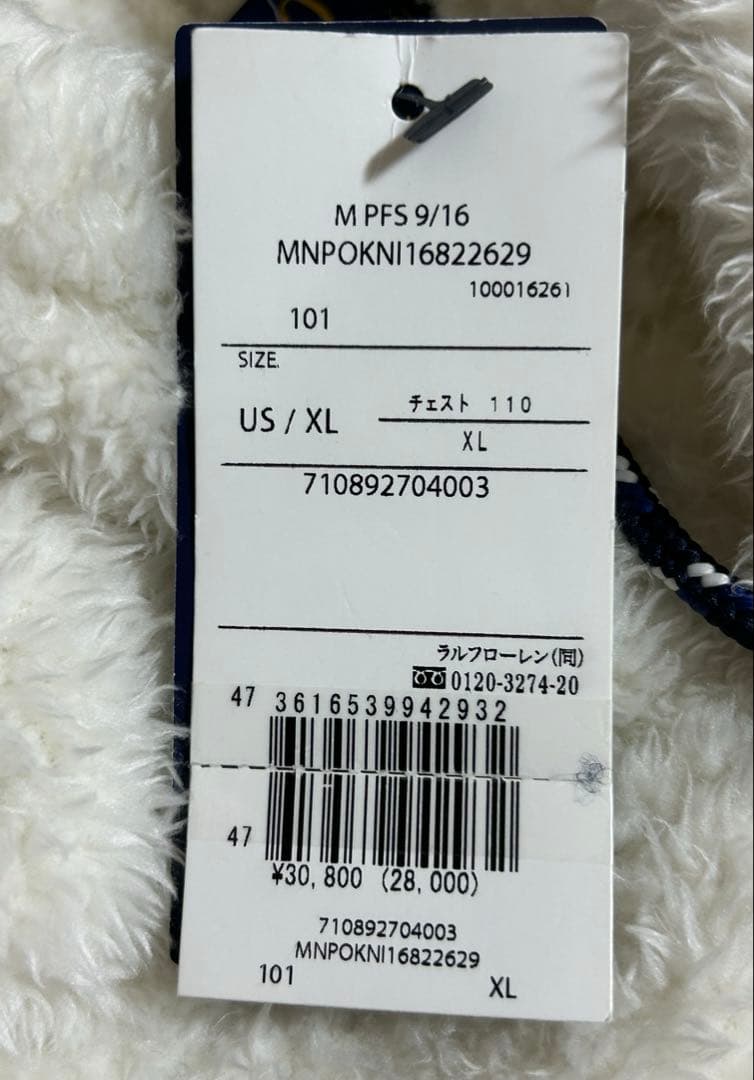 M PFS 9/16
MNPOKNI16822629
100016261
101
SIZE.
US / XL
チェスト 110
XL
710892704003
ラルフローレン(同)
0120-3274-20
47
3616539942932
47
¥30,800 (28,000)
710892704003
MNPOKNI16822629
101
XL